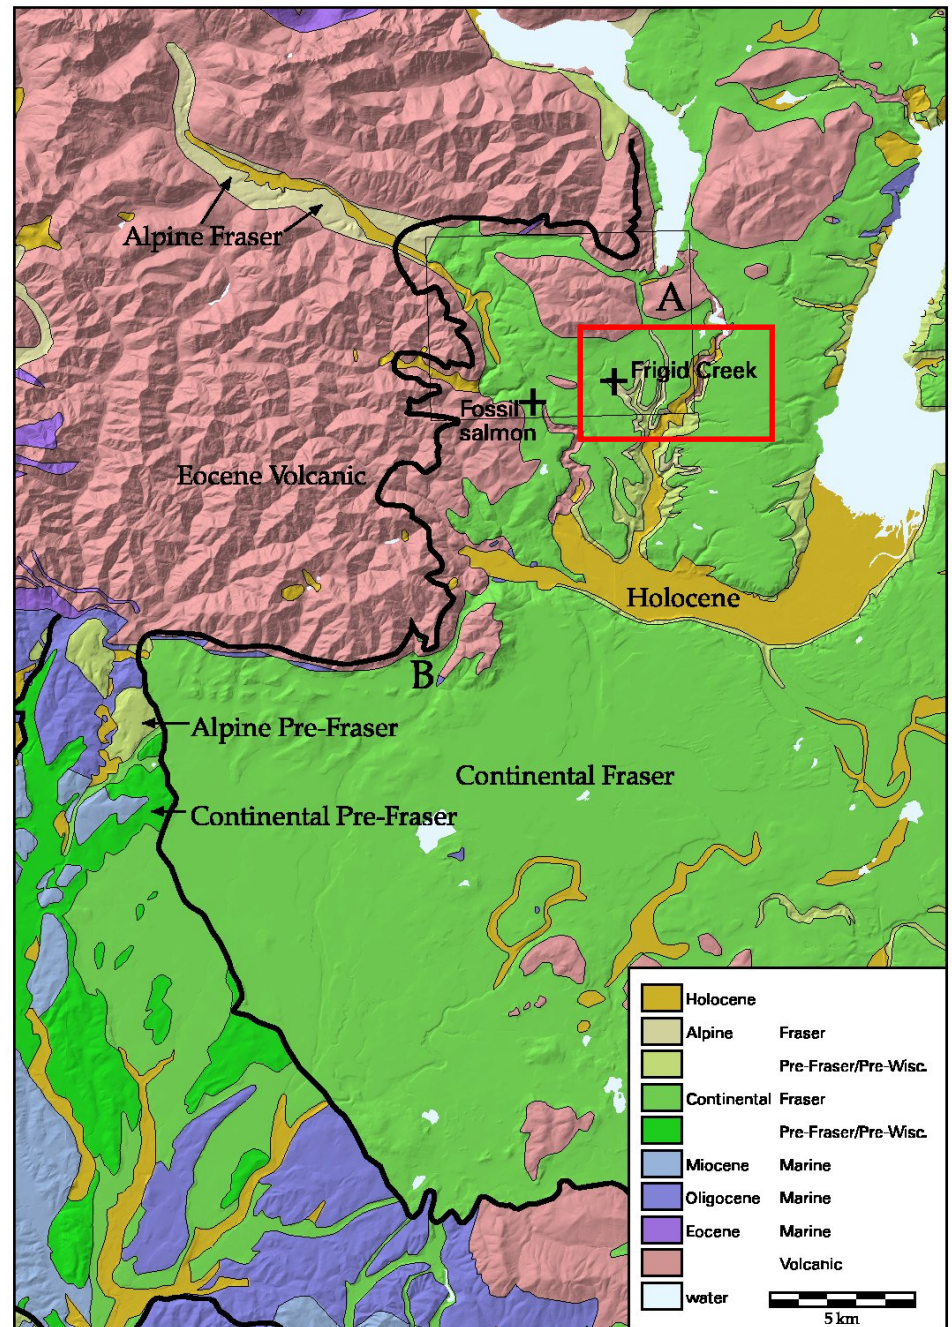 Alpine Fraser
A
Frigid Creek
Fossil
salmon
Eocene Volcanic
Holocene
B
Alpine Pre-Fraser
Continental Fraser
Continental Pre-Fraser
Holocene
Alpine Fraser
Pre-Fraser/Pre-Wisc.
Continental Fraser
Pre-Fraser/Pre-Wisc.
Miocene Marine
Oligocene Marine
Eocene Marine
Volcanic
water
5 km